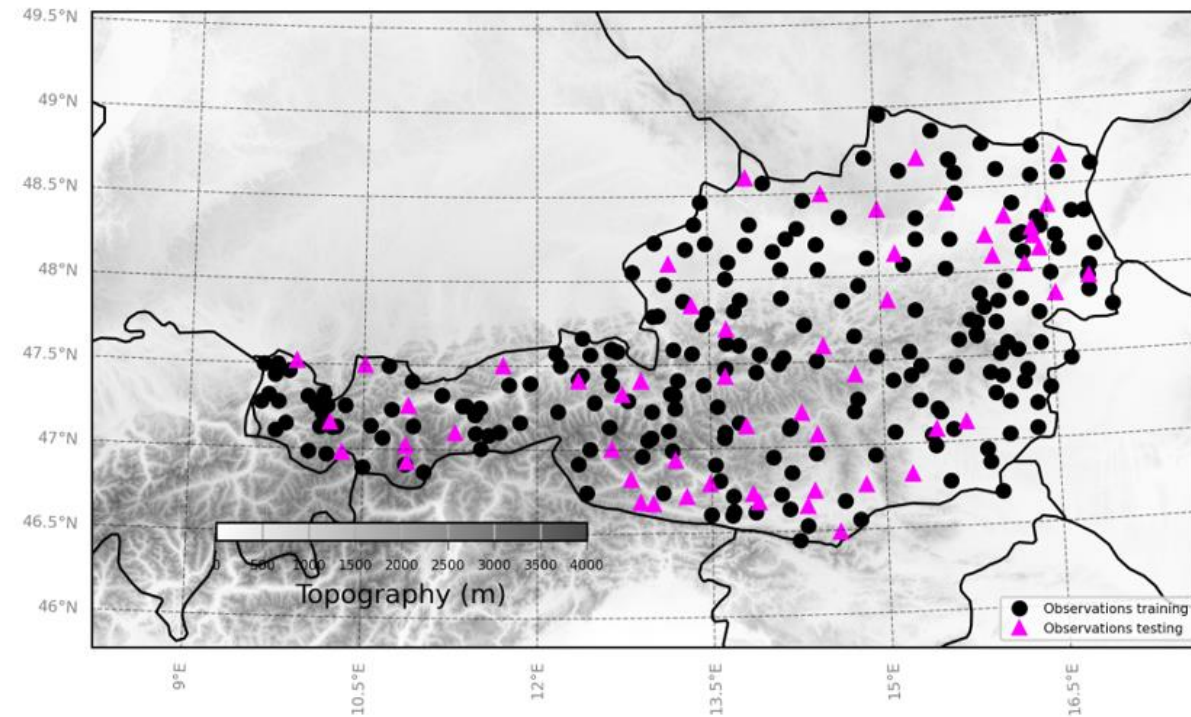 49.5°N
49°N
48.5°N
48°N
47.5°N
47°N
46.5°N
46°N
0 500 1000 1500 2000 2500 3000 3500 4000
Topography (m)
Observations training
Observations testing
9°E 10.5°E 12°E 13.5°E 15°E 16.5°E